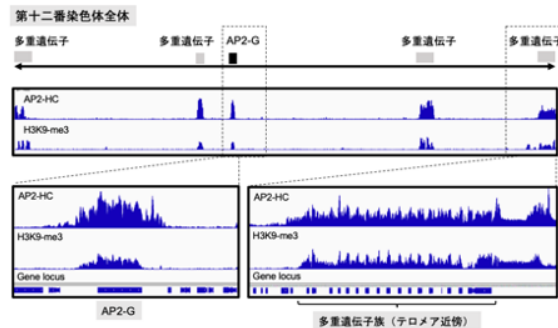 第十二番染色体全体
多重遺伝子 多重遺伝子 AP2-G 多重遺伝子 多重遺伝子
AP2-HC
H3K9-me3
AP2-HC
H3K9-me3
Gene locus
AP2-G
AP2-HC
H3K9-me3
Gene locus
多重遺伝子族（テロメア近傍）